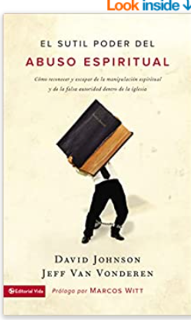 Look inside
EL SUTIL PODER DEL
ABUSO ESPIRITUAL
Cómo reconocer y escapar de la manipulación espiritual
y de la falsa autoridad dentro de la iglesia
DAVID JOHNSON
JEFF VAN VONDEREN
Editorial Vida
Prólogo por MARCOS WITT